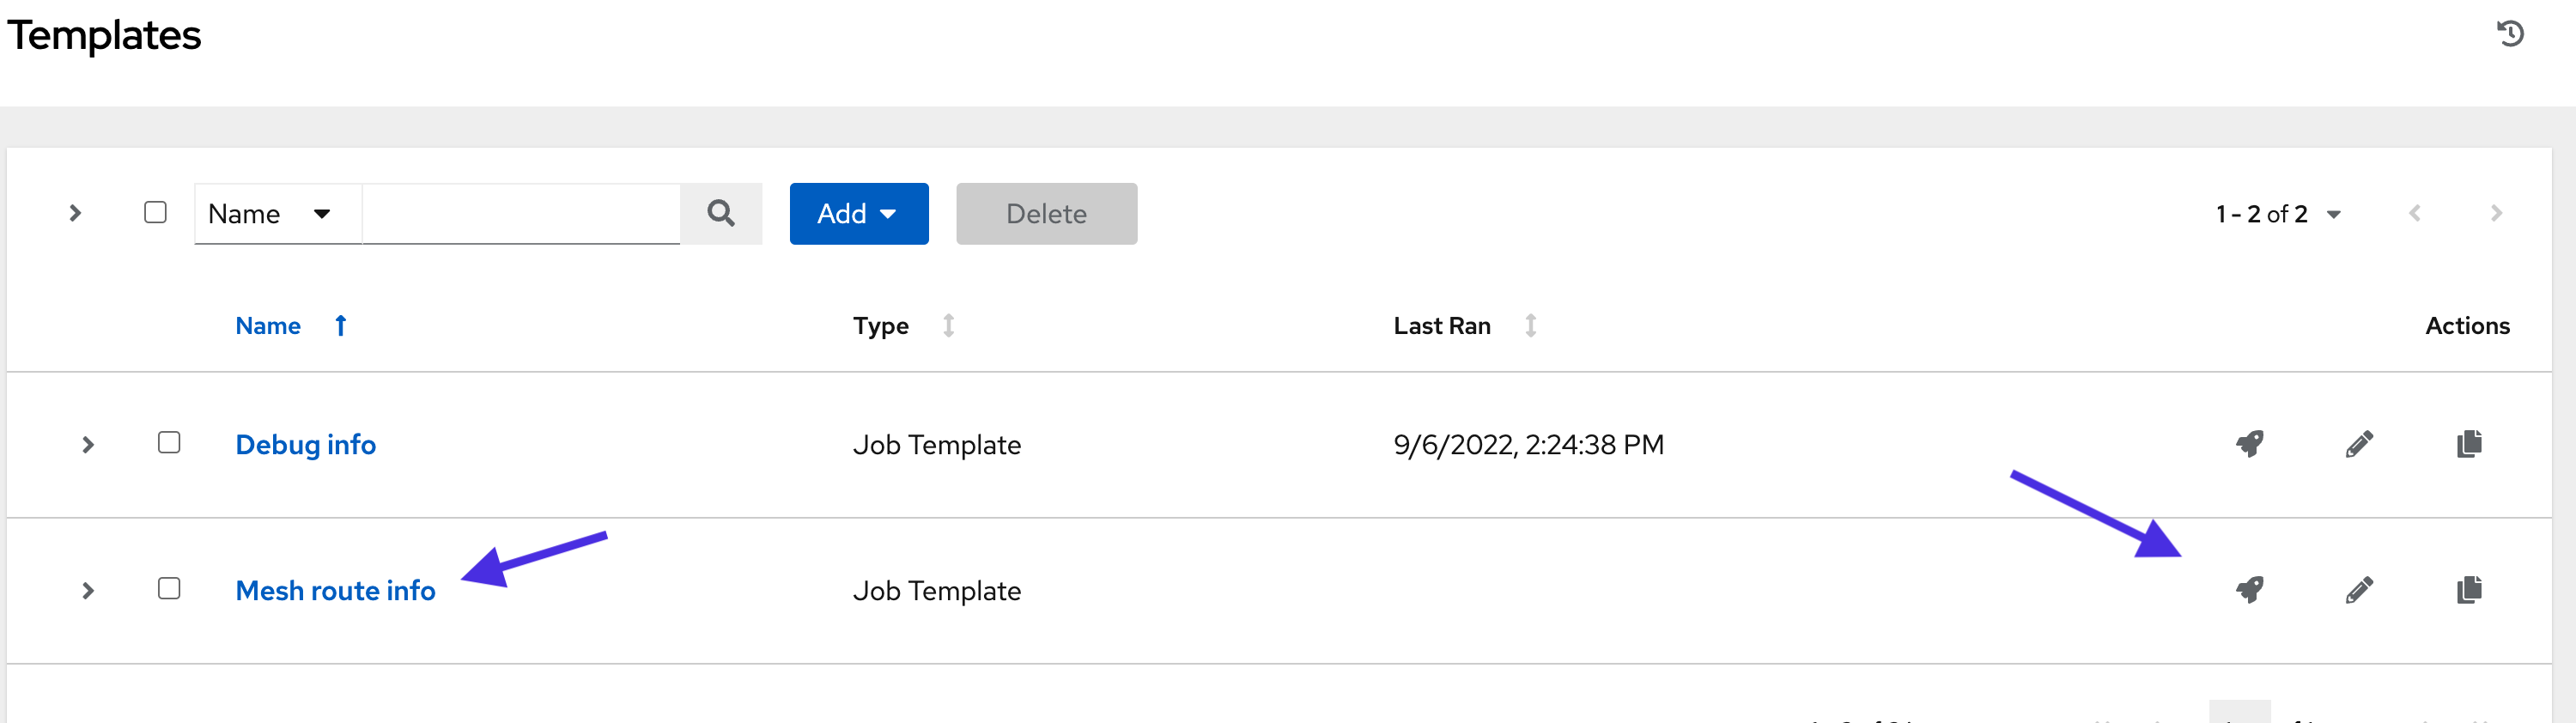 Templates
Name Add Delete 1 - 2 of 2
Name Type Last Ran Actions
Debug info Job Template 9/6/2022, 2:24:38 PM
Mesh route info Job Template